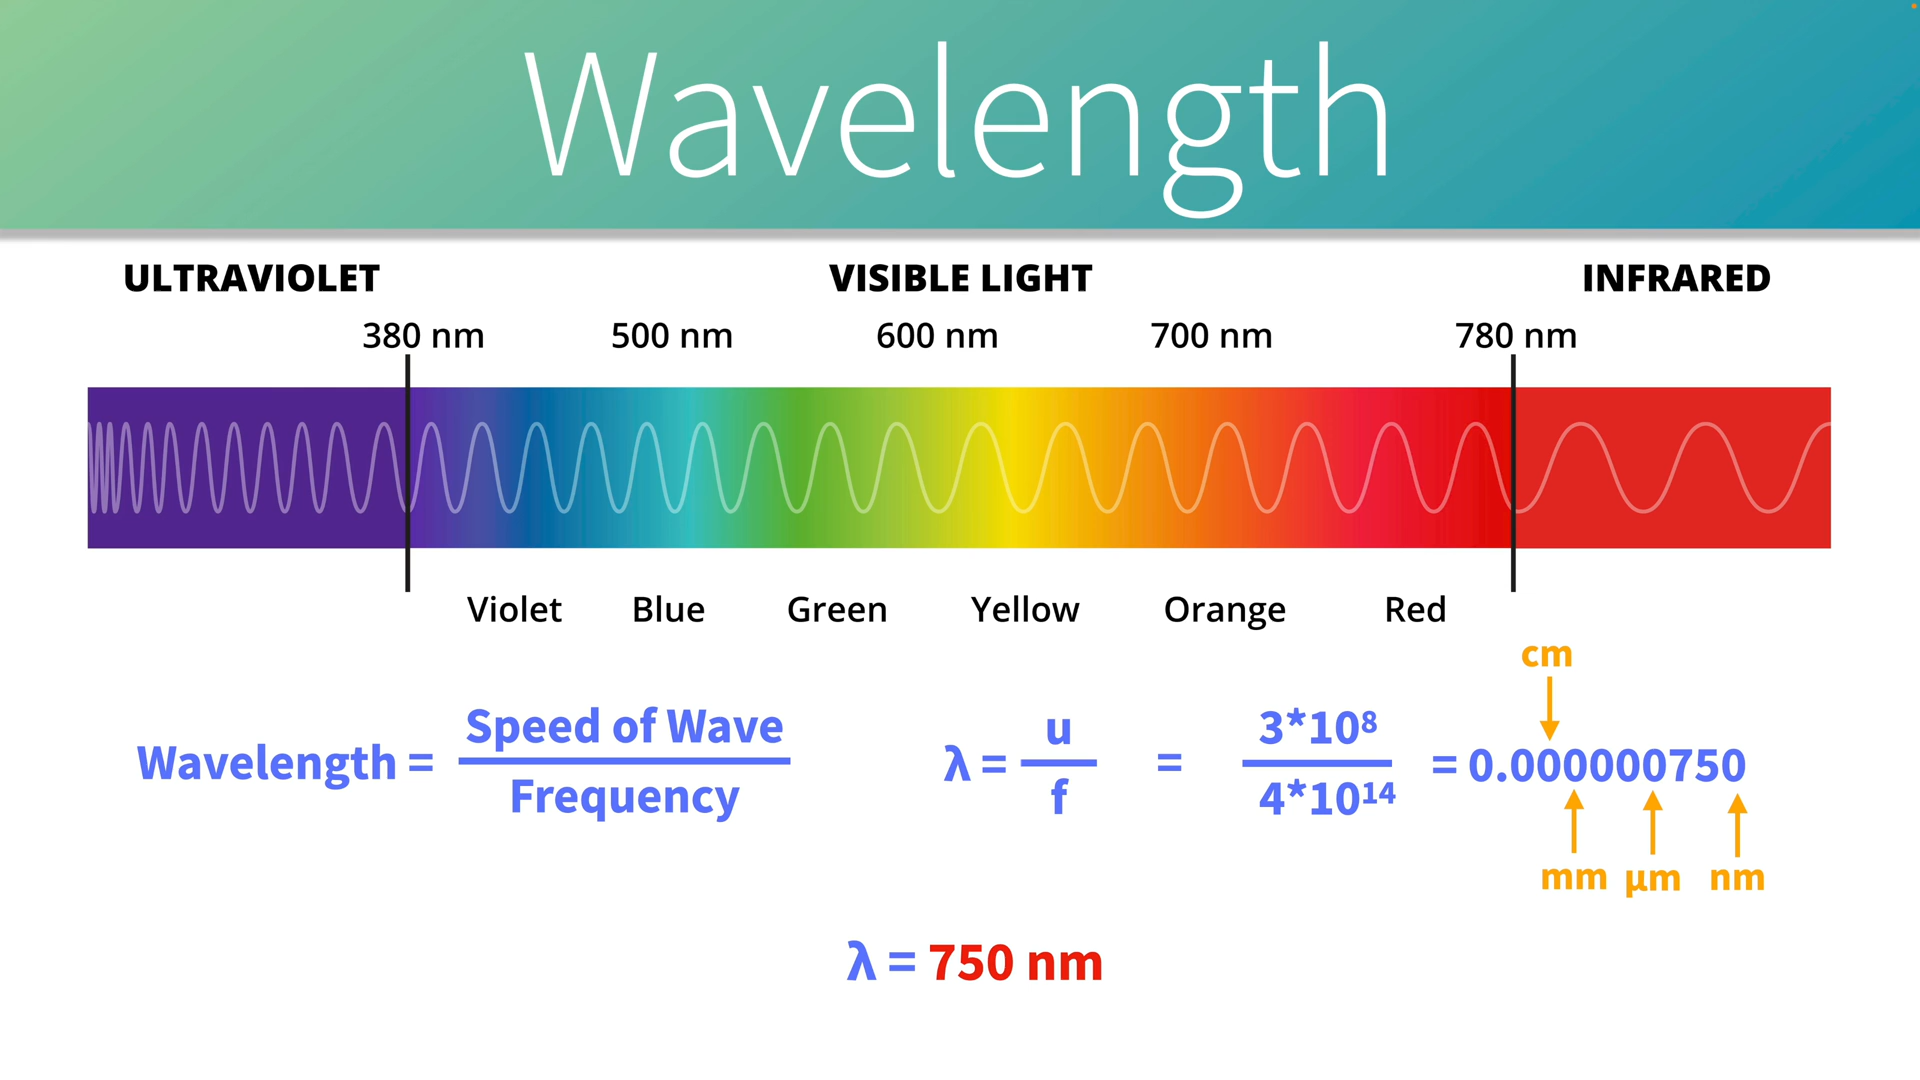 Wavelength
ULTRAVIOLET VISIBLE LIGHT INFRARED
380 nm 500 nm 600 nm 700 nm 780 nm
Violet Blue Green Yellow Orange Red
cm
Wavelength = Speed of Wave / Frequency λ = u / f = 3*10⁸ / 4*10¹⁴ = 0.000000750
mm µm nm
λ = 750 nm